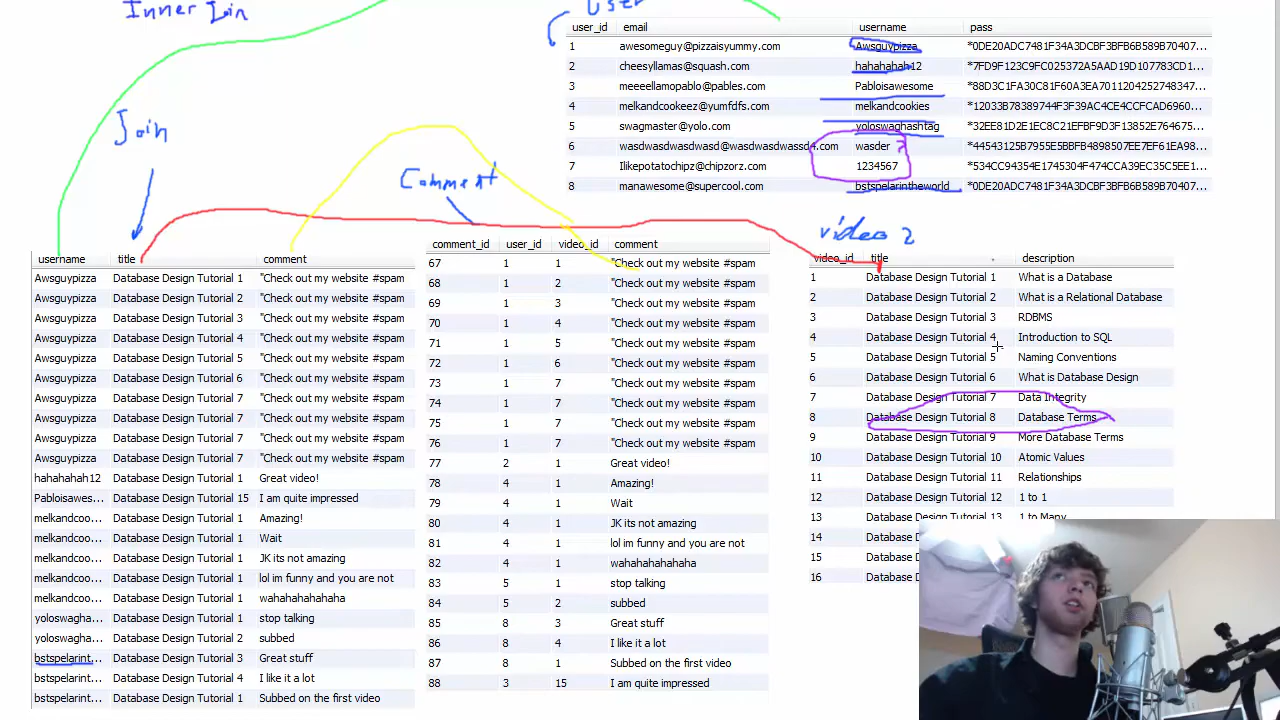 Inner Join
User
user_id email username pass
1 awesomeguy@pizzaisyummy.com Awsguypizza *0DE20ADC7481F34A3DCBF3BFB6B589B70407...
2 cheesyllamas@squash.com hahahahah12 *7FD9F123C9FC025372A5AAD19D107783CD1...
3 meeeellamopablo@pables.com Pabloisawesome *88D3C1FA30C81F60A3EA7011204252748347...
4 melkandcookeez@yumfdfs.com melkandcookies *12033B78389744F3F39AC4CE4CCFCAD6960...
5 swagmaster@yolo.com yoloswaghashtag *32EE81D2E1EC8C21EFBF9D3F13852E764675...
6 wasdwasdwassd@wasdwasdwassd4.com wasder ? *44543125B7955E5BBFB4898507EE7EF61EA98...
7 Ilikepotatochipz@chipzorz.com 1234567 *534CC94354E1745304F474CCA39EC35C5EE1...
8 manawesome@supercool.com bstspelarintheworld *0DE20ADC7481F34A3DCBF3BFB6B589B70407...
Join
Comment
video 2
username title comment
Awsguypizza Database Design Tutorial 1 "Check out my website #spam
Awsguypizza Database Design Tutorial 2 "Check out my website #spam
Awsguypizza Database Design Tutorial 3 "Check out my website #spam
Awsguypizza Database Design Tutorial 4 "Check out my website #spam
Awsguypizza Database Design Tutorial 5 "Check out my website #spam
Awsguypizza Database Design Tutorial 6 "Check out my website #spam
Awsguypizza Database Design Tutorial 7 "Check out my website #spam
Awsguypizza Database Design Tutorial 7 "Check out my website #spam
Awsguypizza Database Design Tutorial 7 "Check out my website #spam
Awsguypizza Database Design Tutorial 7 "Check out my website #spam
hahahahah12 Database Design Tutorial 1 Great video!
Pabloisawes... Database Design Tutorial 15 I am quite impressed
melkandcoo... Database Design Tutorial 1 Amazing!
melkandcoo... Database Design Tutorial 1 Wait
melkandcoo... Database Design Tutorial 1 JK its not amazing
melkandcoo... Database Design Tutorial 1 lol im funny and you are not
melkandcoo... Database Design Tutorial 1 wahahahahahaha
yoloswagha... Database Design Tutorial 1 stop talking
yoloswagha... Database Design Tutorial 2 subbed
bstspelarint... Database Design Tutorial 3 Great stuff
bstspelarint... Database Design Tutorial 4 I like it a lot
bstspelarint... Database Design Tutorial 1 Subbed on the first video
comment_id user_id video_id comment
67 1 1 "Check out my website #spam
68 1 2 "Check out my website #spam
69 1 3 "Check out my website #spam
70 1 4 "Check out my website #spam
71 1 5 "Check out my website #spam
72 1 6 "Check out my website #spam
73 1 7 "Check out my website #spam
74 1 7 "Check out my website #spam
75 1 7 "Check out my website #spam
76 1 7 "Check out my website #spam
77 2 1 Great video!
78 4 1 Amazing!
79 4 1 Wait
80 4 1 JK its not amazing
81 4 1 lol im funny and you are not
82 4 1 wahahahahahaha
83 5 1 stop talking
84 5 2 subbed
85 8 3 Great stuff
86 8 4 I like it a lot
87 8 1 Subbed on the first video
88 3 15 I am quite impressed
video_id title description
1 Database Design Tutorial 1 What is a Database
2 Database Design Tutorial 2 What is a Relational Database
3 Database Design Tutorial 3 RDBMS
4 Database Design Tutorial 4 Introduction to SQL
5 Database Design Tutorial 5 Naming Conventions
6 Database Design Tutorial 6 What is Database Design
7 Database Design Tutorial 7 Data Integrity
8 Database Design Tutorial 8 Database Terms
9 Database Design Tutorial 9 More Database Terms
10 Database Design Tutorial 10 Atomic Values
11 Database Design Tutorial 11 Relationships
12 Database Design Tutorial 12 1 to 1
13 Database Design Tutorial 13 1 to Many
14 Database D
15 Database D
16 Database D